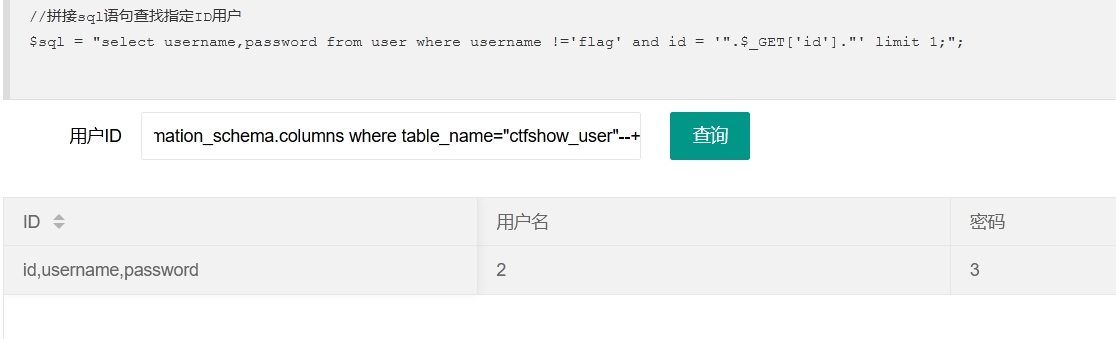 //拼接sql语句查找指定ID用户
$sql = "select username,password from user where username !='flag' and id = '".$_GET['id']."' limit 1;";
用户ID mation_schema.columns where table_name="ctfshow_user"--+ 查询
ID 用户名 密码
id,username,password 2 3